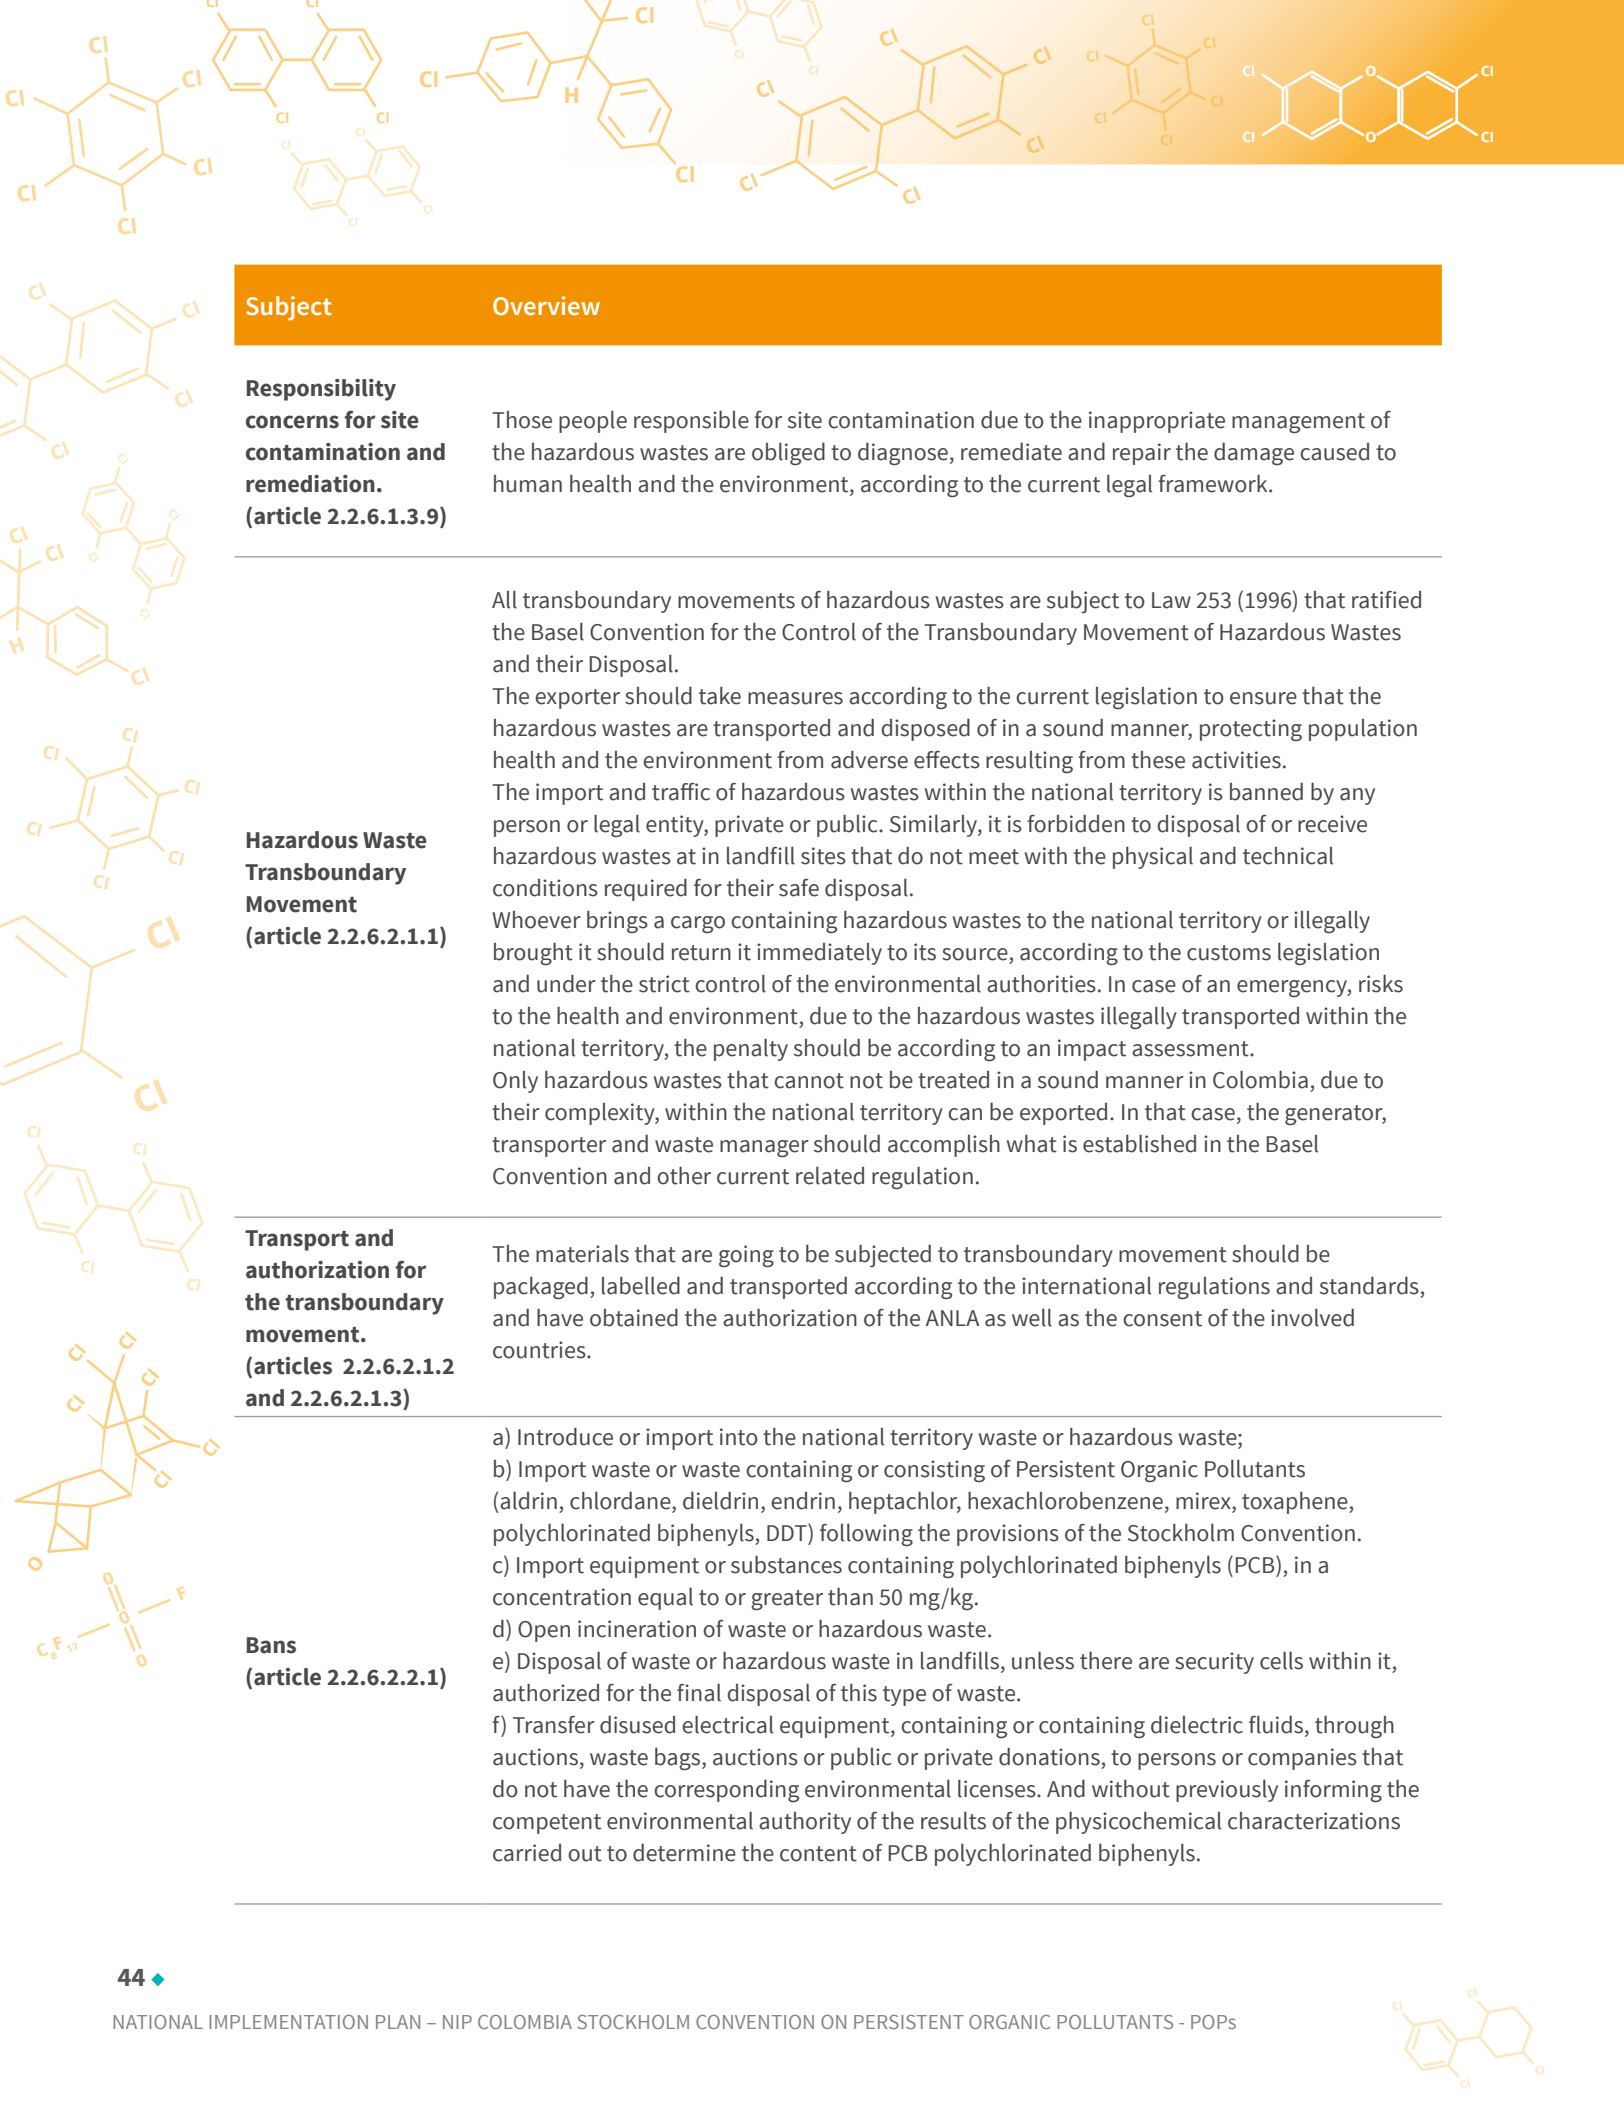 Subject Overview
Responsibility
concerns for site
contamination and
remediation.
(article 2.2.6.1.3.9)
Those people responsible for site contamination due to the inappropriate management of
the hazardous wastes are obliged to diagnose, remediate and repair the damage caused to
human health and the environment, according to the current legal framework.
Hazardous Waste
Transboundary
Movement
(article 2.2.6.2.1.1)
All transboundary movements of hazardous wastes are subject to Law 253 (1996) that ratified
the Basel Convention for the Control of the Transboundary Movement of Hazardous Wastes
and their Disposal.
The exporter should take measures according to the current legislation to ensure that the
hazardous wastes are transported and disposed of in a sound manner, protecting population
health and the environment from adverse effects resulting from these activities.
The import and traffic of hazardous wastes within the national territory is banned by any
person or legal entity, private or public. Similarly, it is forbidden to disposal of or receive
hazardous wastes at in landfill sites that do not meet with the physical and technical
conditions required for their safe disposal.
Whoever brings a cargo containing hazardous wastes to the national territory or illegally
brought it should return it immediately to its source, according to the customs legislation
and under the strict control of the environmental authorities. In case of an emergency, risks
to the health and environment, due to the hazardous wastes illegally transported within the
national territory, the penalty should be according to an impact assessment.
Only hazardous wastes that cannot not be treated in a sound manner in Colombia, due to
their complexity, within the national territory can be exported. In that case, the generator,
transporter and waste manager should accomplish what is established in the Basel
Convention and other current related regulation.
Transport and
authorization for
the transboundary
movement.
(articles 2.2.6.2.1.2
and 2.2.6.2.1.3)
The materials that are going to be subjected to transboundary movement should be
packaged, labelled and transported according to the international regulations and standards,
and have obtained the authorization of the ANLA as well as the consent of the involved
countries.
Bans
(article 2.2.6.2.2.1)
a) Introduce or import into the national territory waste or hazardous waste;
b) Import waste or waste containing or consisting of Persistent Organic Pollutants
(aldrin, chlordane, dieldrin, endrin, heptachlor, hexachlorobenzene, mirex, toxaphene,
polychlorinated biphenyls, DDT) following the provisions of the Stockholm Convention.
c) Import equipment or substances containing polychlorinated biphenyls (PCB), in a
concentration equal to or greater than 50 mg/kg.
d) Open incineration of waste or hazardous waste.
e) Disposal of waste or hazardous waste in landfills, unless there are security cells within it,
authorized for the final disposal of this type of waste.
f) Transfer disused electrical equipment, containing or containing dielectric fluids, through
auctions, waste bags, auctions or public or private donations, to persons or companies that
do not have the corresponding environmental licenses. And without previously informing the
competent environmental authority of the results of the physicochemical characterizations
carried out to determine the content of PCB polychlorinated biphenyls.
44
NATIONAL IMPLEMENTATION PLAN – NIP COLOMBIA STOCKHOLM CONVENTION ON PERSISTENT ORGANIC POLLUTANTS - POPs